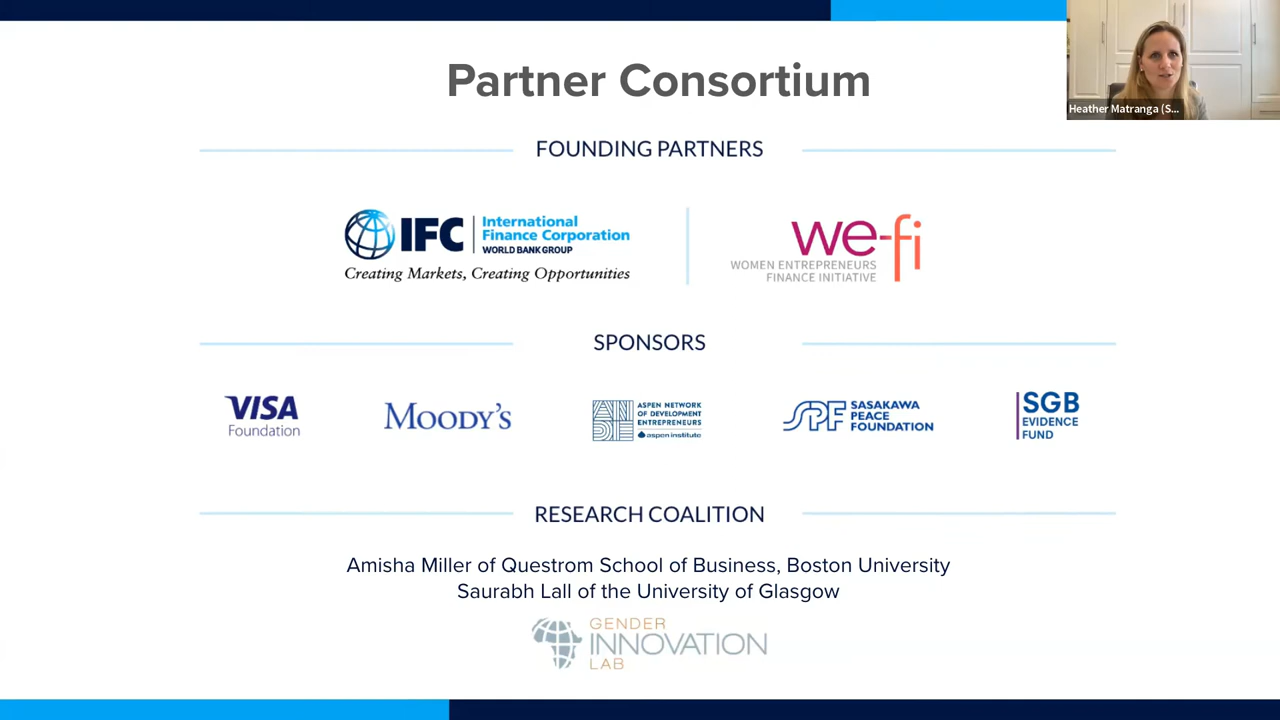 Partner Consortium
Heather Matranga (S...
FOUNDING PARTNERS
IFC
International
Finance Corporation
WORLD BANK GROUP
Creating Markets, Creating Opportunities
we-fi
WOMEN ENTREPRENEURS
FINANCE INITIATIVE
SPONSORS
VISA
Foundation
MOODY'S
ANDE
ASPEN NETWORK
OF DEVELOPMENT
ENTREPRENEURS
aspen institute
SPF
SASAKAWA
PEACE
FOUNDATION
SGB
EVIDENCE
FUND
RESEARCH COALITION
Amisha Miller of Questrom School of Business, Boston University
Saurabh Lall of the University of Glasgow
GENDER
INNOVATION
LAB